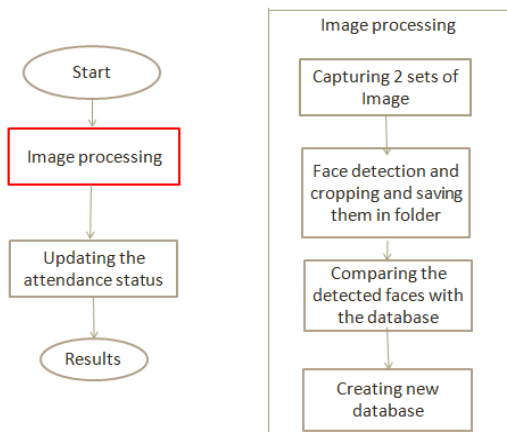 Start
Image processing
Updating the
attendance status
Results
Image processing
Capturing 2 sets of
Image
Face detection and
cropping and saving
them in folder
Comparing the
detected faces with
the database
Creating new
database